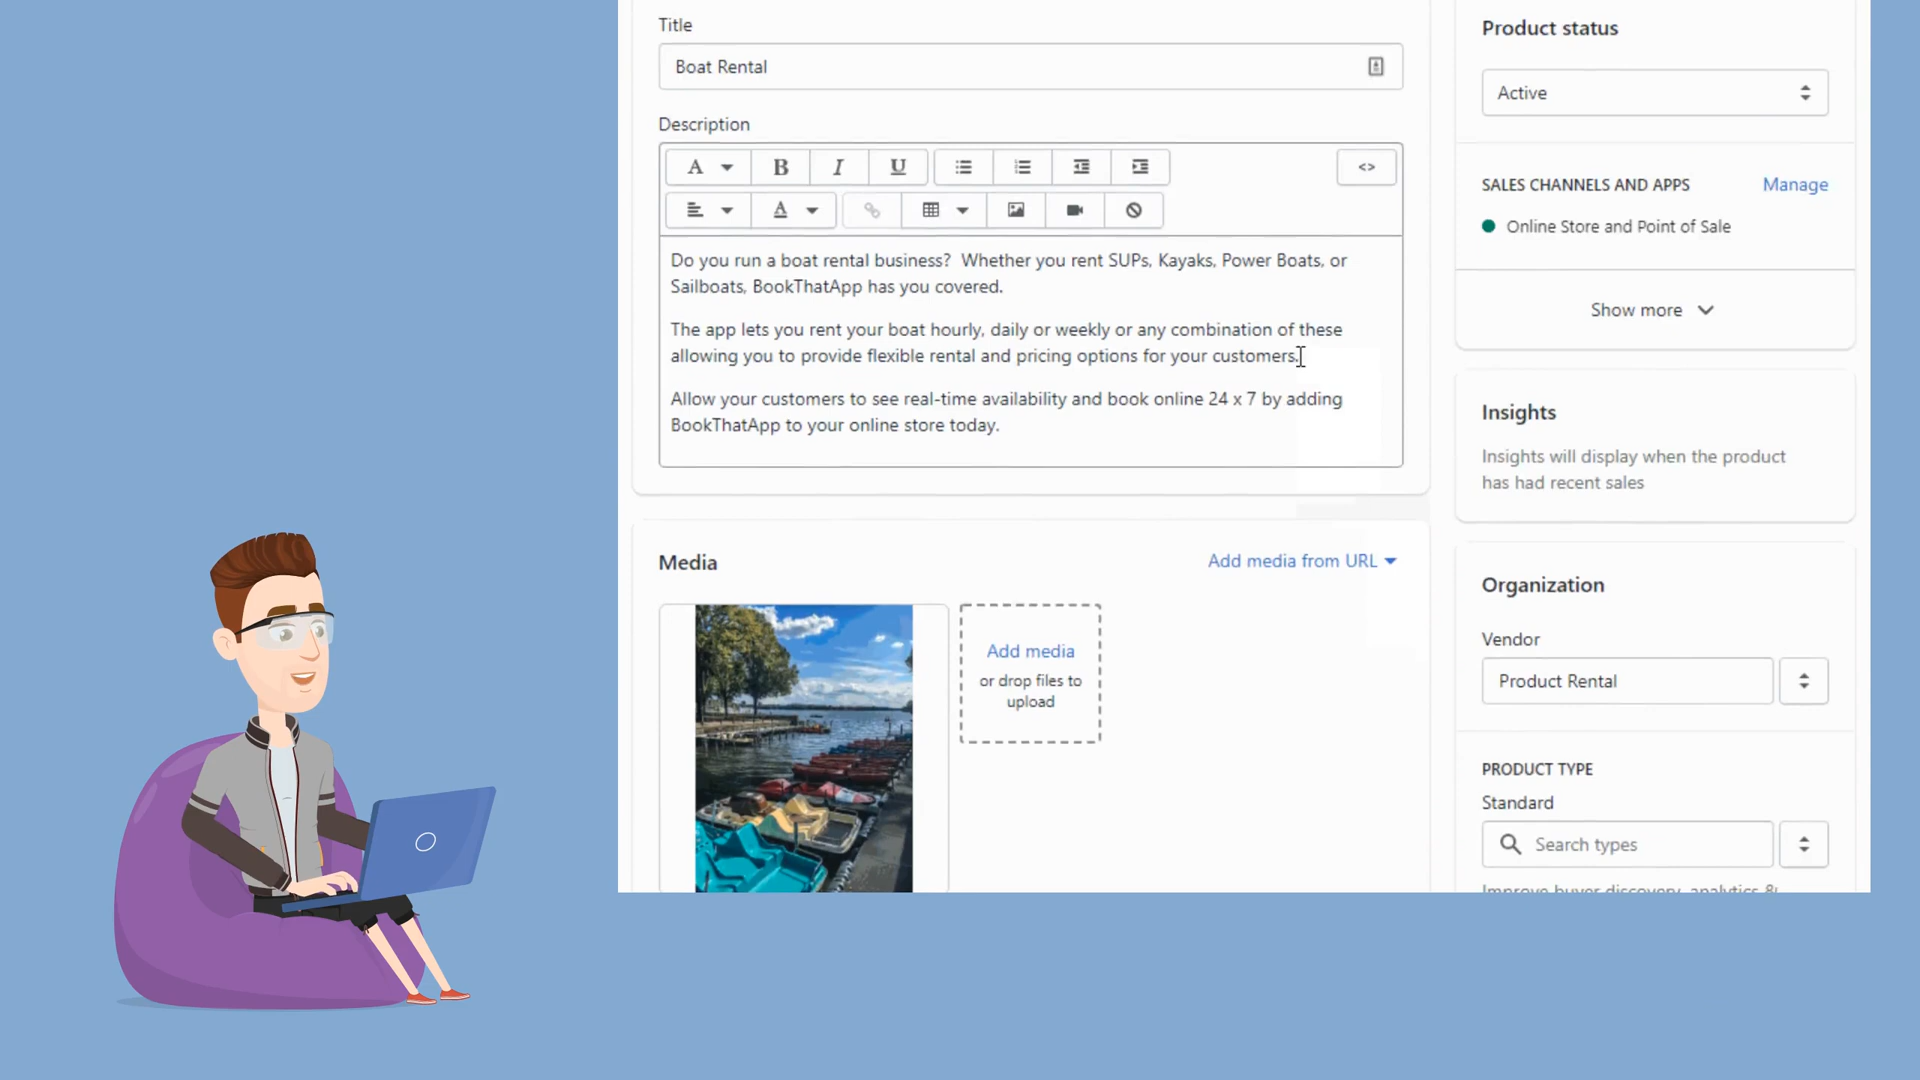 Title
Boat Rental
Description
A
B
I
U
<>
A
Do you run a boat rental business?  Whether you rent SUPs, Kayaks, Power Boats, or
Sailboats, BookThatApp has you covered.
The app lets you rent your boat hourly, daily or weekly or any combination of these
allowing you to provide flexible rental and pricing options for your customers.
Allow your customers to see real-time availability and book online 24 x 7 by adding
BookThatApp to your online store today.
Media
Add media from URL
Add media
or drop files to
upload
Product status
Active
SALES CHANNELS AND APPS
Manage
Online Store and Point of Sale
Show more
Insights
Insights will display when the product
has had recent sales
Organization
Vendor
Product Rental
PRODUCT TYPE
Standard
Search types
Improve buyer discovery, analytics &